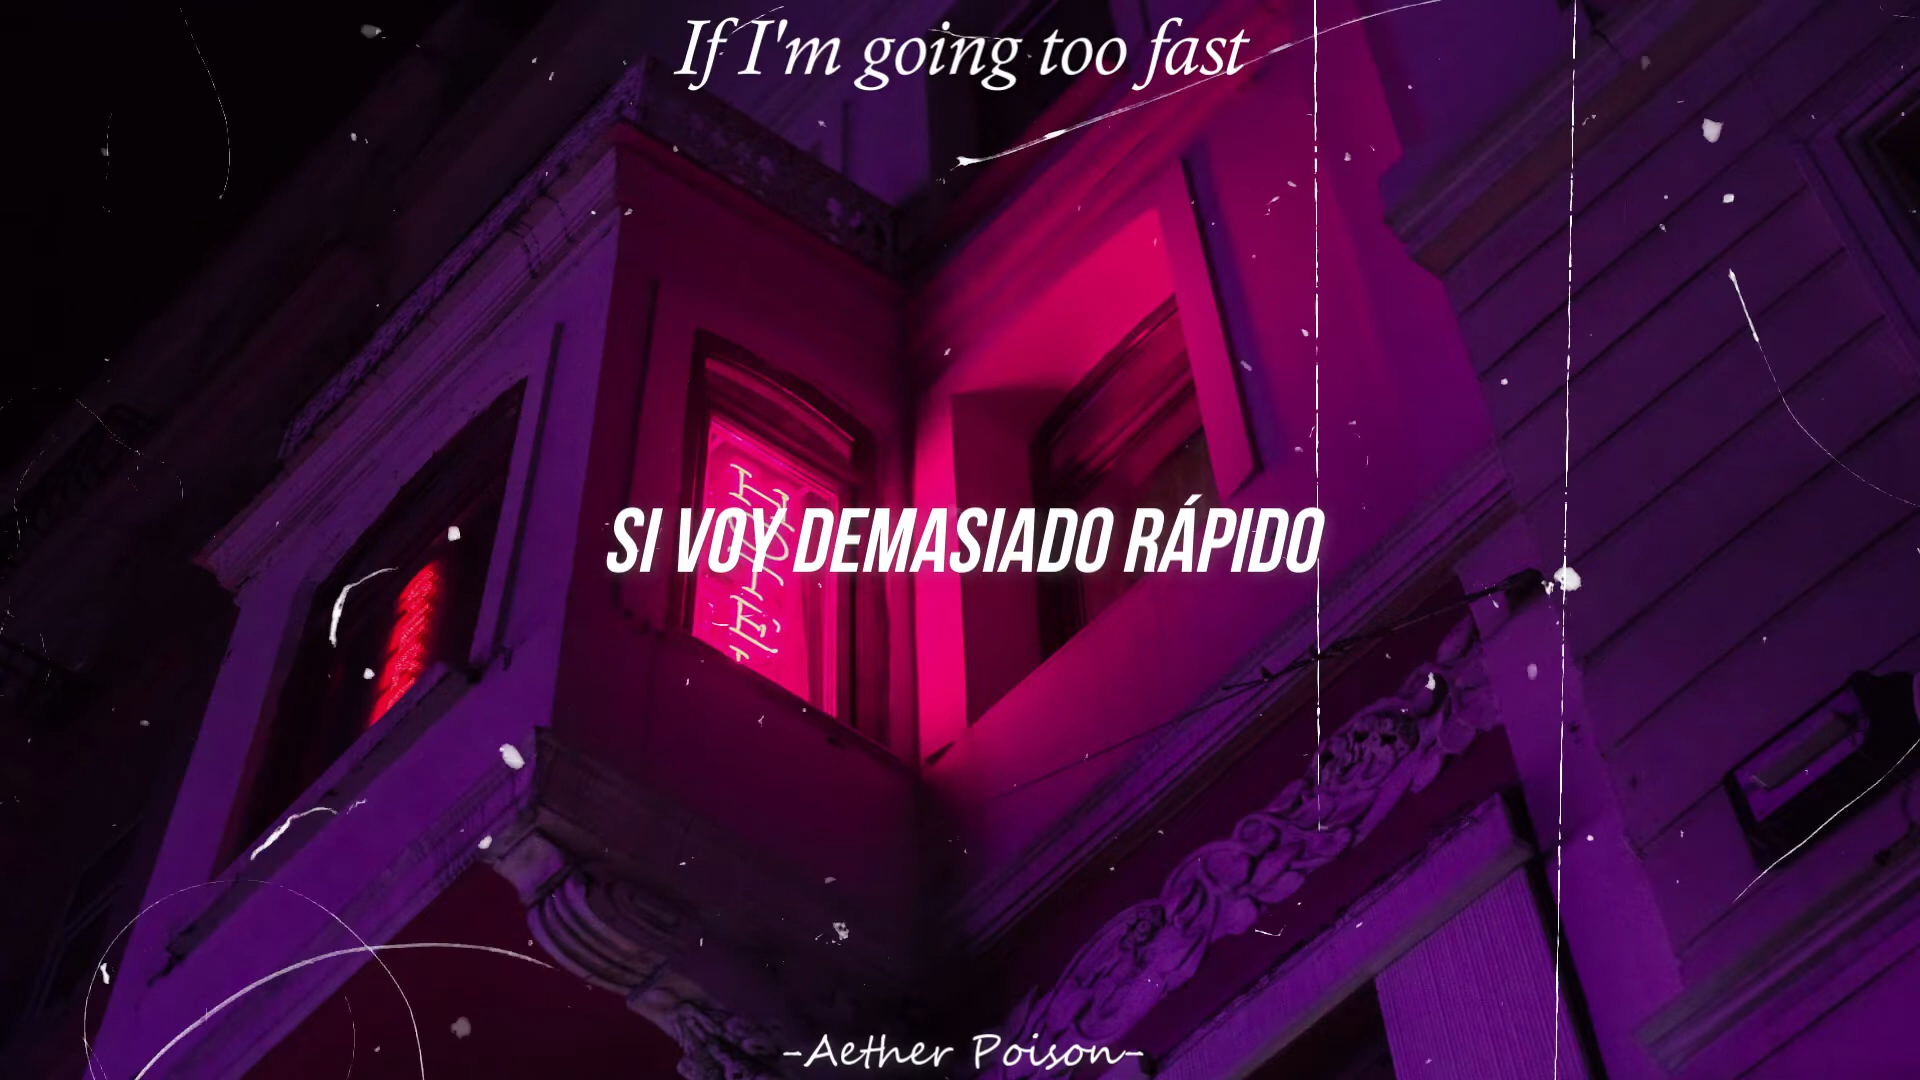 If I'm going too fast
SI VOY DEMASIADO RÁPIDO
-Aether Poison-